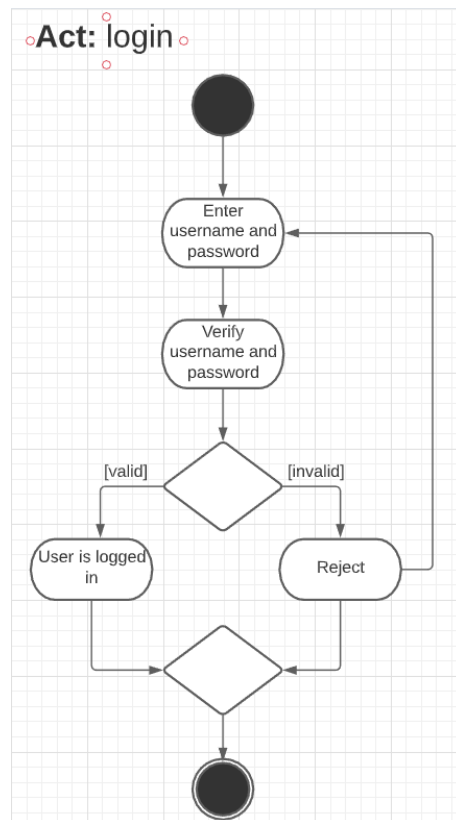 Act: login
Enter
username and
password
Verify
username and
password
[valid]
[invalid]
User is logged
in
Reject